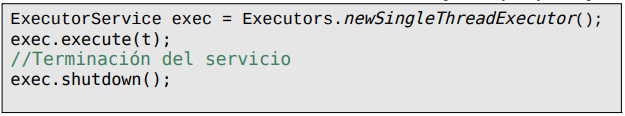 ExecutorService exec = Executors.newSingleThreadExecutor();
exec.execute(t);
//Terminación del servicio
exec.shutdown();